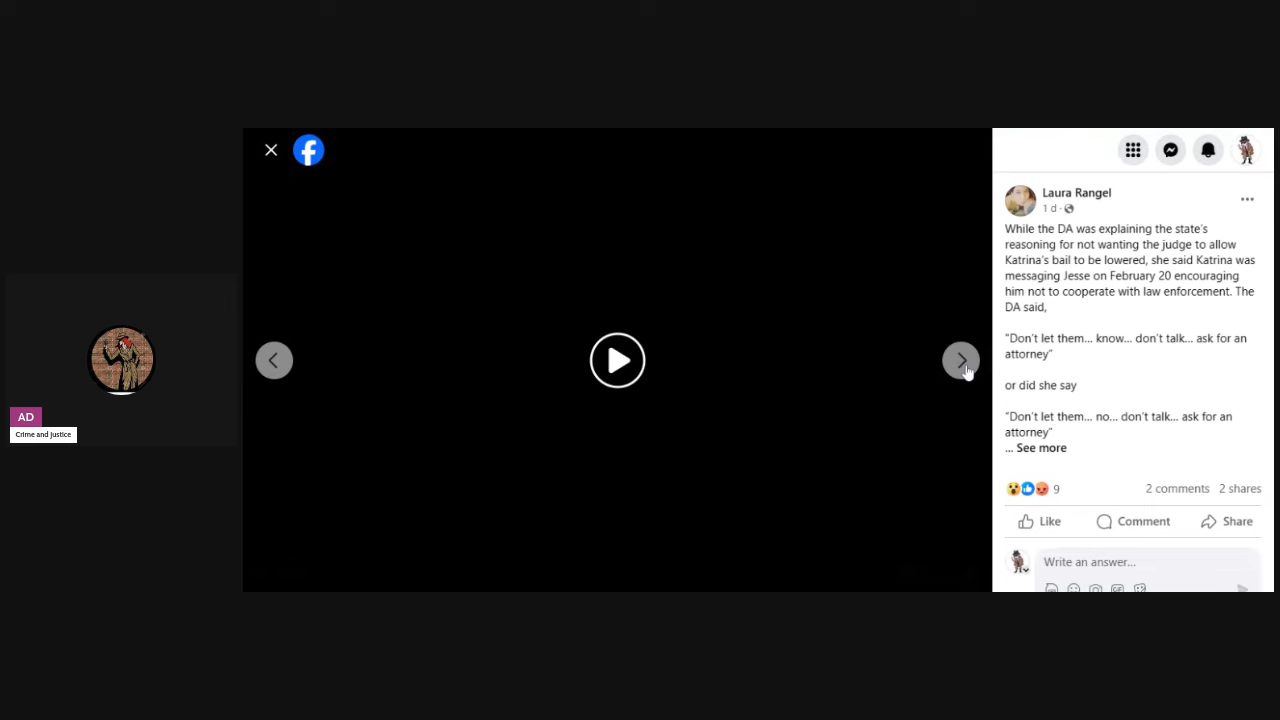 AD
Crime and Justice
Laura Rangel
1 d ·
While the DA was explaining the state's
reasoning for not wanting the judge to allow
Katrina's bail to be lowered, she said Katrina was
messaging Jesse on February 20 encouraging
him not to cooperate with law enforcement. The
DA said,
"Don't let them... know... don't talk... ask for an
attorney"
or did she say
"Don't let them... no... don't talk... ask for an
attorney"
... See more
9
2 comments 2 shares
Like Comment Share
Write an answer...
GIF